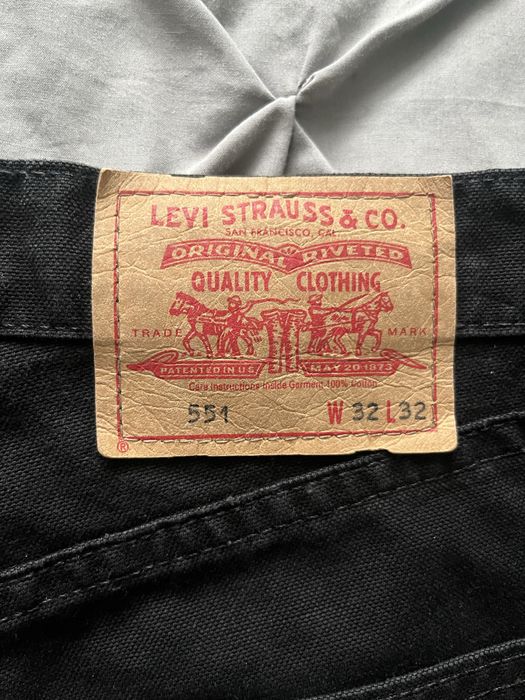 LEVI STRAUSS & CO.
SAN FRANCISCO, CAL.
ORIGINAL RIVETED
QUALITY CLOTHING
TRADE MARK
PATENTED IN U.S. MAY 20 1873
Care Instructions Inside Garment 100% Cotton
551 W 32 L 32
®